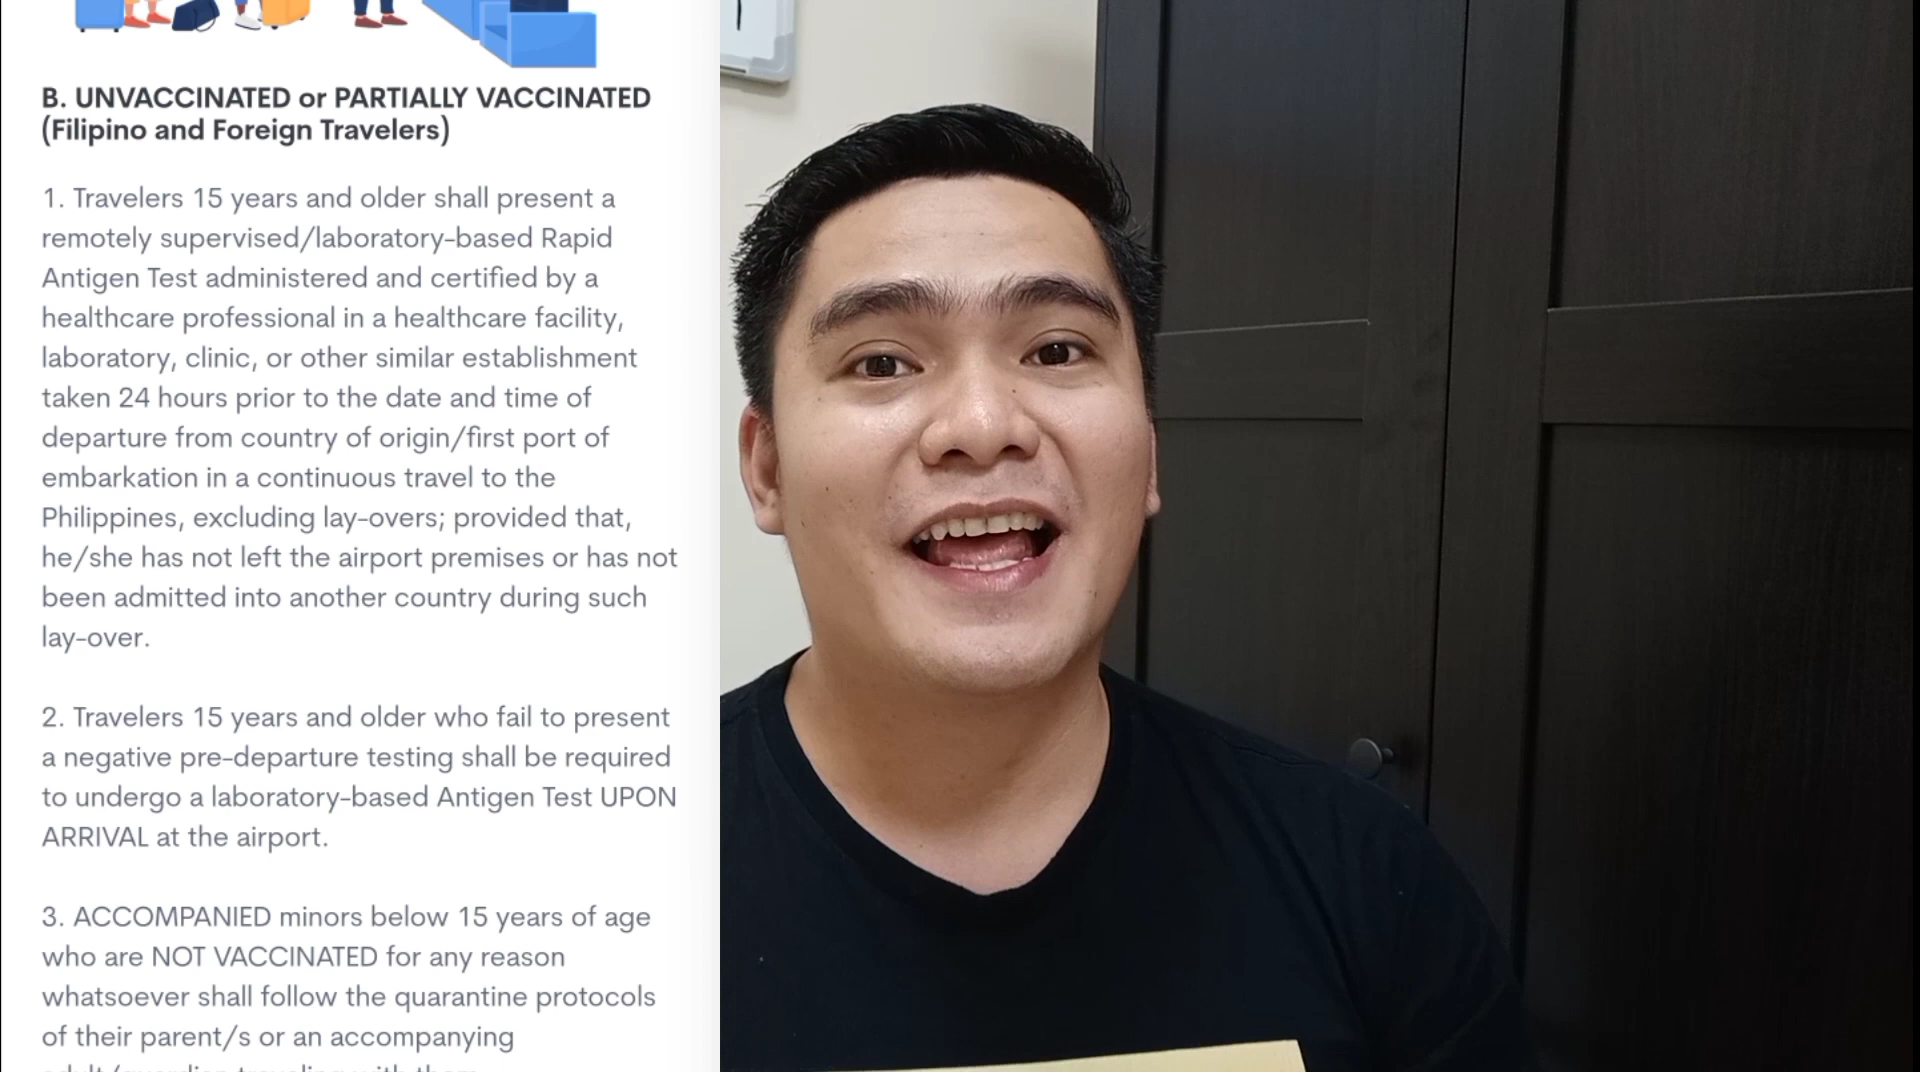 B. UNVACCINATED or PARTIALLY VACCINATED
(Filipino and Foreign Travelers)
1. Travelers 15 years and older shall present a
remotely supervised/laboratory-based Rapid
Antigen Test administered and certified by a
healthcare professional in a healthcare facility,
laboratory, clinic, or other similar establishment
taken 24 hours prior to the date and time of
departure from country of origin/first port of
embarkation in a continuous travel to the
Philippines, excluding lay-overs; provided that,
he/she has not left the airport premises or has not
been admitted into another country during such
lay-over.
2. Travelers 15 years and older who fail to present
a negative pre-departure testing shall be required
to undergo a laboratory-based Antigen Test UPON
ARRIVAL at the airport.
3. ACCOMPANIED minors below 15 years of age
who are NOT VACCINATED for any reason
whatsoever shall follow the quarantine protocols
of their parent/s or an accompanying
adult/guardian traveling with them.